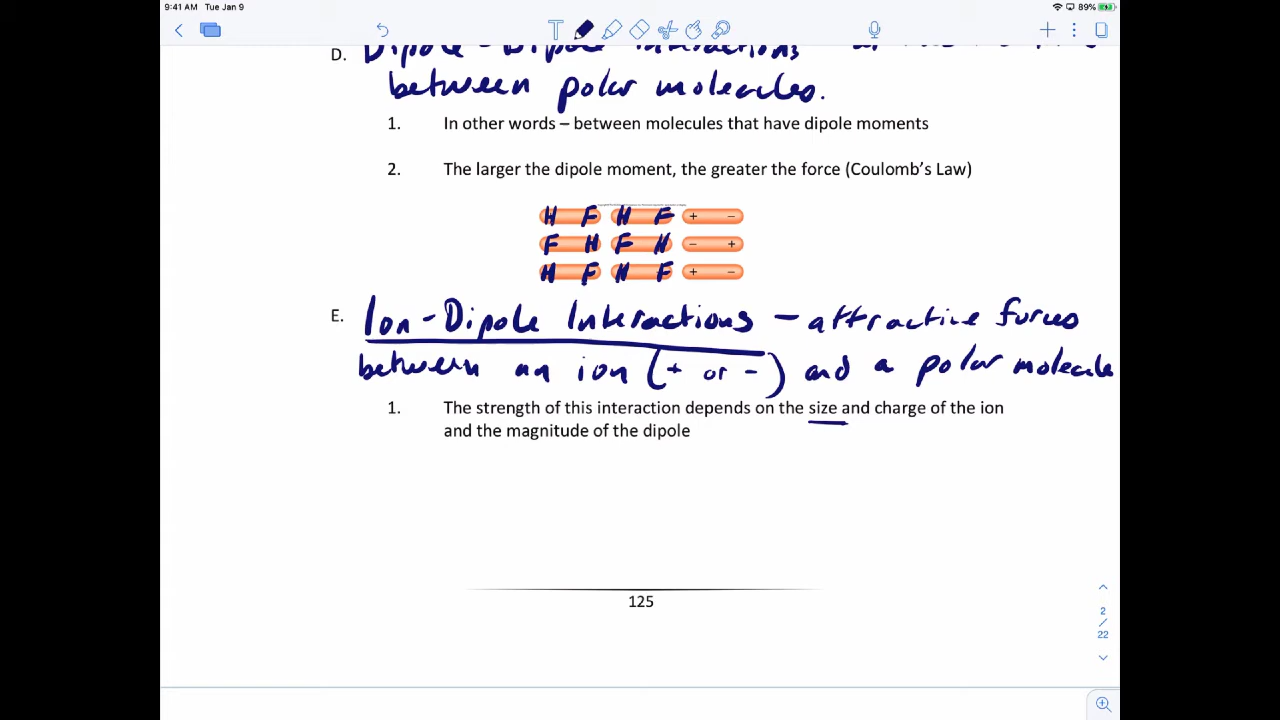 9:41 AM Tue Jan 9
89%
T
D. Dipole-Dipole Interactions
between polar molecules.
1. In other words – between molecules that have dipole moments
2. The larger the dipole moment, the greater the force (Coulomb's Law)
H F H F + −
F H F H − +
H F H F + −
E. Ion-Dipole Interactions - attractive forces
between an ion (+ or -) and a polar molecule
1. The strength of this interaction depends on the size and charge of the ion
and the magnitude of the dipole
125
2
/
22